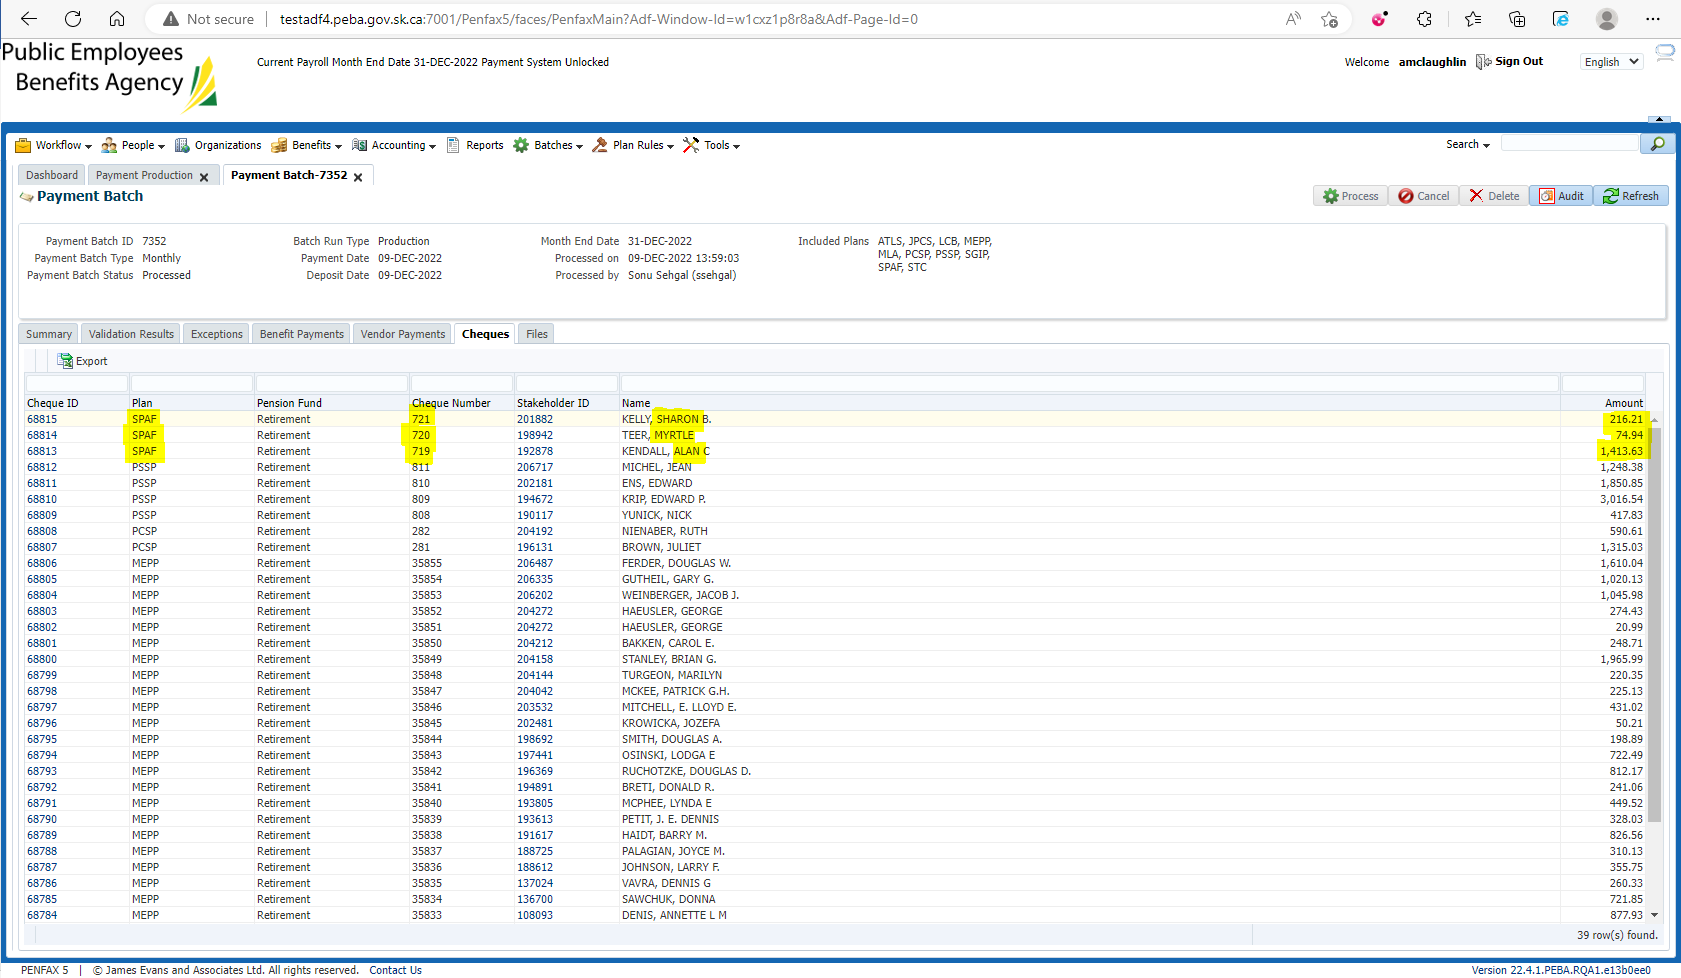 Not secure | testadf4.peba.gov.sk.ca:7001/Penfax5/faces/PenfaxMain?Adf-Window-Id=w1cxz1p8r8a&Adf-Page-Id=0
Public Employees
Benefits Agency
Current Payroll Month End Date 31-DEC-2022 Payment System Unlocked
Welcome amclaughlin Sign Out English
Workflow People Organizations Benefits Accounting Reports Batches Plan Rules Tools Search
Dashboard Payment Production Payment Batch-7352
Payment Batch
Process Cancel Delete Audit Refresh
Payment Batch ID 7352 Batch Run Type Production Month End Date 31-DEC-2022 Included Plans ATLS, JPCS, LCB, MEPP,
Payment Batch Type Monthly Payment Date 09-DEC-2022 Processed on 09-DEC-2022 13:59:03 MLA, PCSP, PSSP, SGIP,
Payment Batch Status Processed Deposit Date 09-DEC-2022 Processed by Sonu Sehgal (ssehgal) SPAF, STC
Summary Validation Results Exceptions Benefit Payments Vendor Payments Cheques Files
Export
Cheque ID Plan Pension Fund Cheque Number Stakeholder ID Name Amount
68815 SPAF Retirement 721 201882 KELLY, SHARON B. 216.21
68814 SPAF Retirement 720 198942 TEER, MYRTLE 74.94
68813 SPAF Retirement 719 192878 KENDALL, ALAN C 1,413.63
68812 PSSP Retirement 811 206717 MICHEL, JEAN 1,248.38
68811 PSSP Retirement 810 202181 ENS, EDWARD 1,850.85
68810 PSSP Retirement 809 194672 KRIP, EDWARD P. 3,016.54
68809 PSSP Retirement 808 190117 YUNICK, NICK 417.83
68808 PCSP Retirement 282 204192 NIENABER, RUTH 590.61
68807 PCSP Retirement 281 196131 BROWN, JULIET 1,315.03
68806 MEPP Retirement 35855 206487 FERDER, DOUGLAS W. 1,610.04
68805 MEPP Retirement 35854 206335 GUTHEIL, GARY G. 1,020.13
68804 MEPP Retirement 35853 206202 WEINBERGER, JACOB J. 1,045.98
68803 MEPP Retirement 35852 204272 HAEUSLER, GEORGE 274.43
68802 MEPP Retirement 35851 204272 HAEUSLER, GEORGE 20.99
68801 MEPP Retirement 35850 204212 BAKKEN, CAROL E. 248.71
68800 MEPP Retirement 35849 204158 STANLEY, BRIAN G. 1,965.99
68799 MEPP Retirement 35848 204144 TURGEON, MARILYN 220.35
68798 MEPP Retirement 35847 204042 MCKEE, PATRICK G.H. 225.13
68797 MEPP Retirement 35846 203532 MITCHELL, E. LLOYD E. 431.02
68796 MEPP Retirement 35845 202481 KROWICKA, JOZEFA 50.21
68795 MEPP Retirement 35844 198692 SMITH, DOUGLAS A. 198.89
68794 MEPP Retirement 35843 197441 OSINSKI, LODGA E 722.49
68793 MEPP Retirement 35842 196369 RUCHOTZKE, DOUGLAS D. 812.17
68792 MEPP Retirement 35841 194891 BRETI, DONALD R. 241.06
68791 MEPP Retirement 35840 193805 MCPHEE, LYNDA E 449.52
68790 MEPP Retirement 35839 193613 PETIT, J. E. DENNIS 328.03
68789 MEPP Retirement 35838 191617 HAIDT, BARRY M. 826.56
68788 MEPP Retirement 35837 188725 PALAGIAN, JOYCE M. 310.13
68787 MEPP Retirement 35836 188612 JOHNSON, LARRY F. 355.75
68786 MEPP Retirement 35835 137024 VAVRA, DENNIS G 260.33
68785 MEPP Retirement 35834 136700 SAWCHUK, DONNA 721.85
68784 MEPP Retirement 35833 108093 DENIS, ANNETTE L M 877.93
39 row(s) found.
PENFAX 5 | © James Evans and Associates Ltd. All rights reserved. Contact Us Version 22.4.1.PEBA.RQA1.e13b0ee0